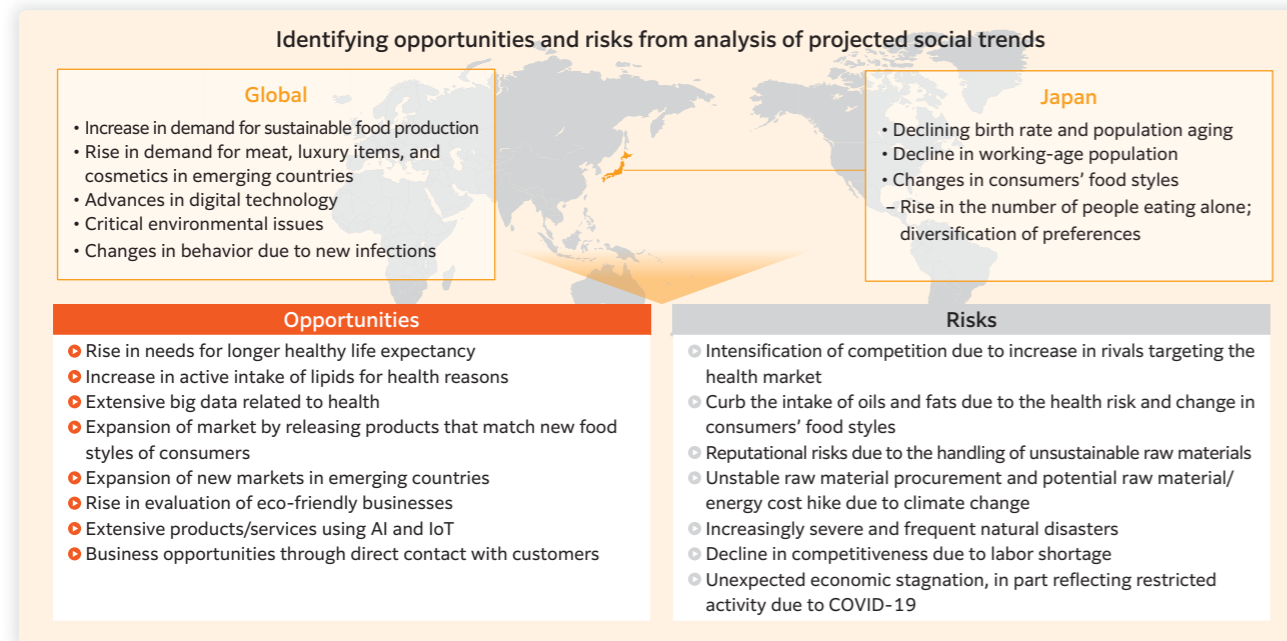 Identifying opportunities and risks from analysis of projected social trends
Global
• Increase in demand for sustainable food production
• Rise in demand for meat, luxury items, and
cosmetics in emerging countries
• Advances in digital technology
• Critical environmental issues
• Changes in behavior due to new infections
Japan
• Declining birth rate and population aging
• Decline in working-age population
• Changes in consumers’ food styles
– Rise in the number of people eating alone;
diversification of preferences
Opportunities
Rise in needs for longer healthy life expectancy
Increase in active intake of lipids for health reasons
Extensive big data related to health
Expansion of market by releasing products that match new food
styles of consumers
Expansion of new markets in emerging countries
Rise in evaluation of eco-friendly businesses
Extensive products/services using AI and IoT
Business opportunities through direct contact with customers
Risks
Intensification of competition due to increase in rivals targeting the
health market
Curb the intake of oils and fats due to the health risk and change in
consumers’ food styles
Reputational risks due to the handling of unsustainable raw materials
Unstable raw material procurement and potential raw material/
energy cost hike due to climate change
Increasingly severe and frequent natural disasters
Decline in competitiveness due to labor shortage
Unexpected economic stagnation, in part reflecting restricted
activity due to COVID-19